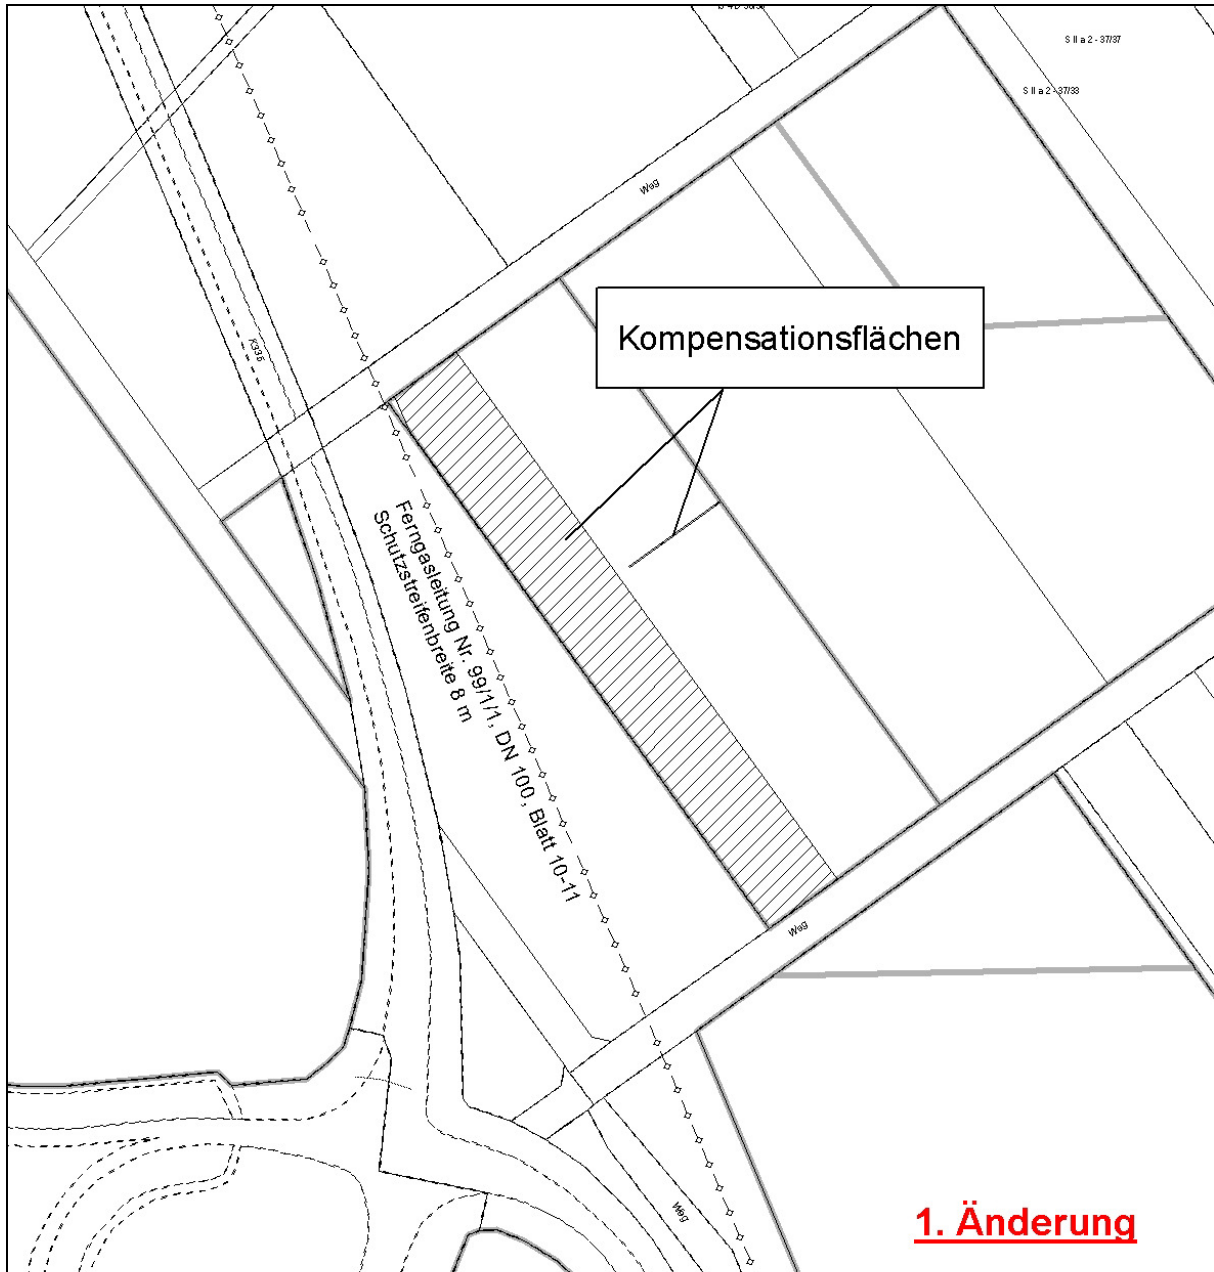 S II a 2 - 37/37
S II a 2 - 37/33
Weg
Kompensationsflächen
K335
Ferngasleitung Nr. 99/1/1, DN 100, Blatt 10-11
Schutzstreifenbreite 8 m
Weg
Weg
1. Änderung